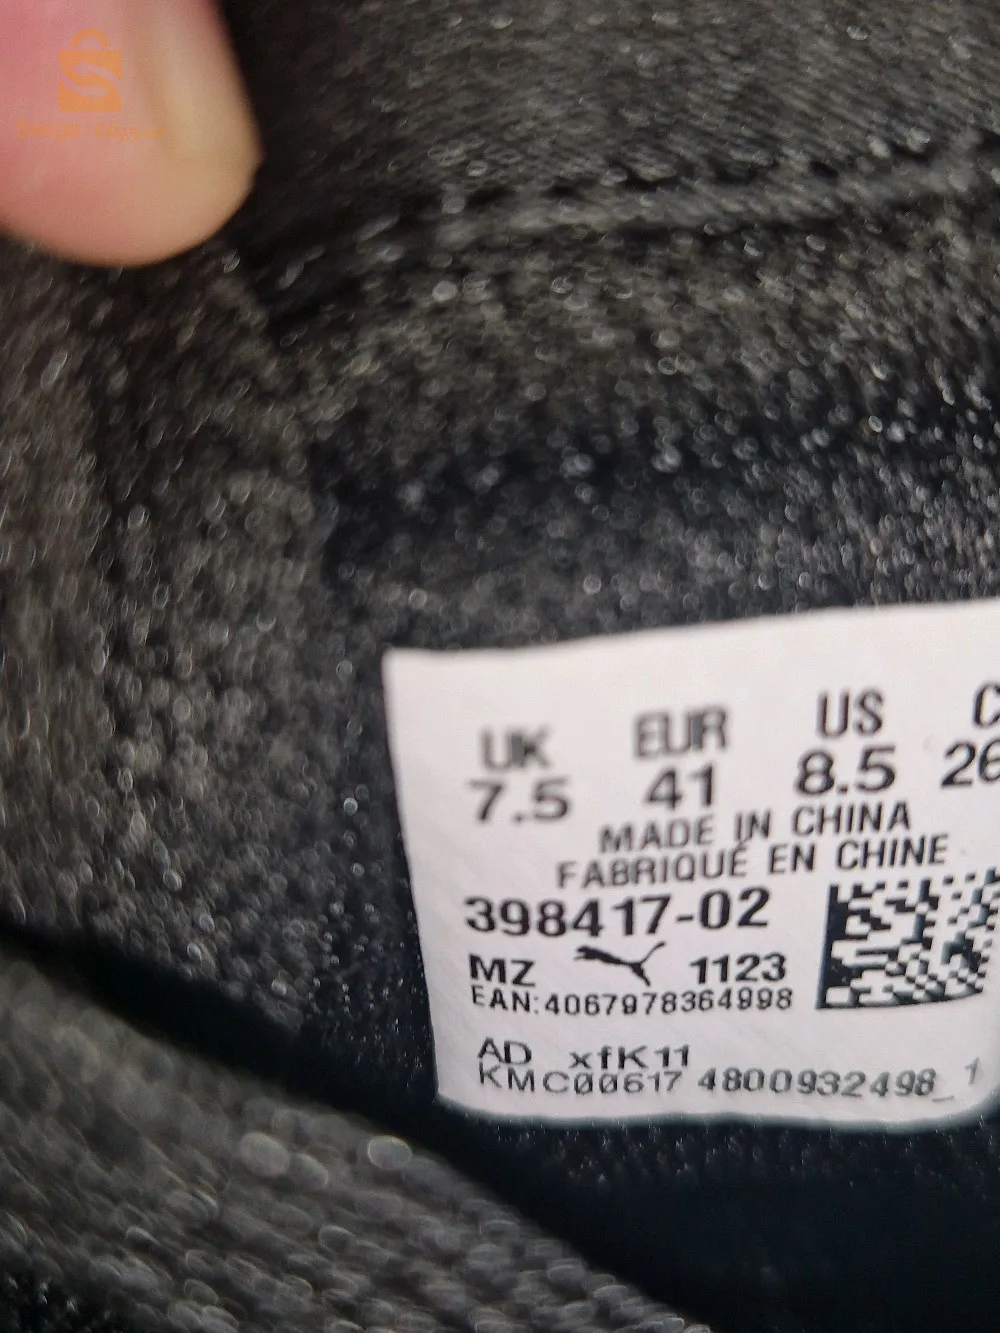 UK EUR US C
7.5 41 8.5 26
MADE IN CHINA
FABRIQUÉ EN CHINE
398417-02
MZ 1123
EAN:4067978364998
AD xfK11
KMC00617 4800932498_1